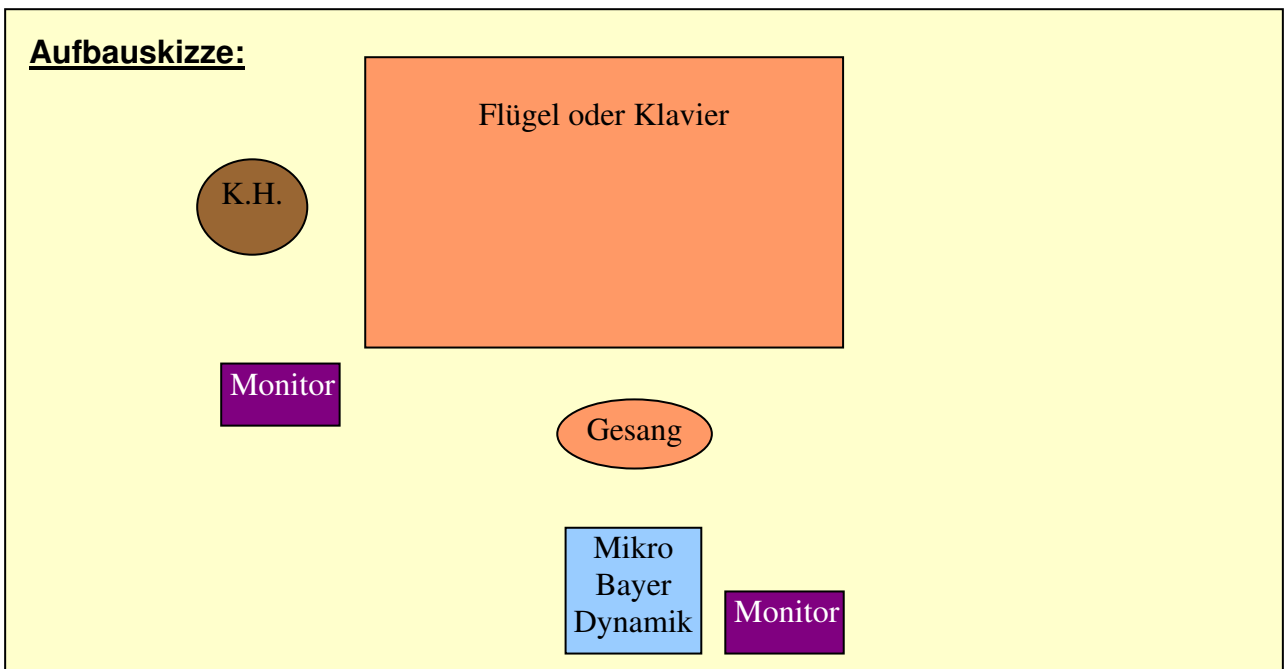 Aufbauskizze:
Flügel oder Klavier
K.H.
Monitor
Gesang
Mikro
Bayer
Dynamik
Monitor